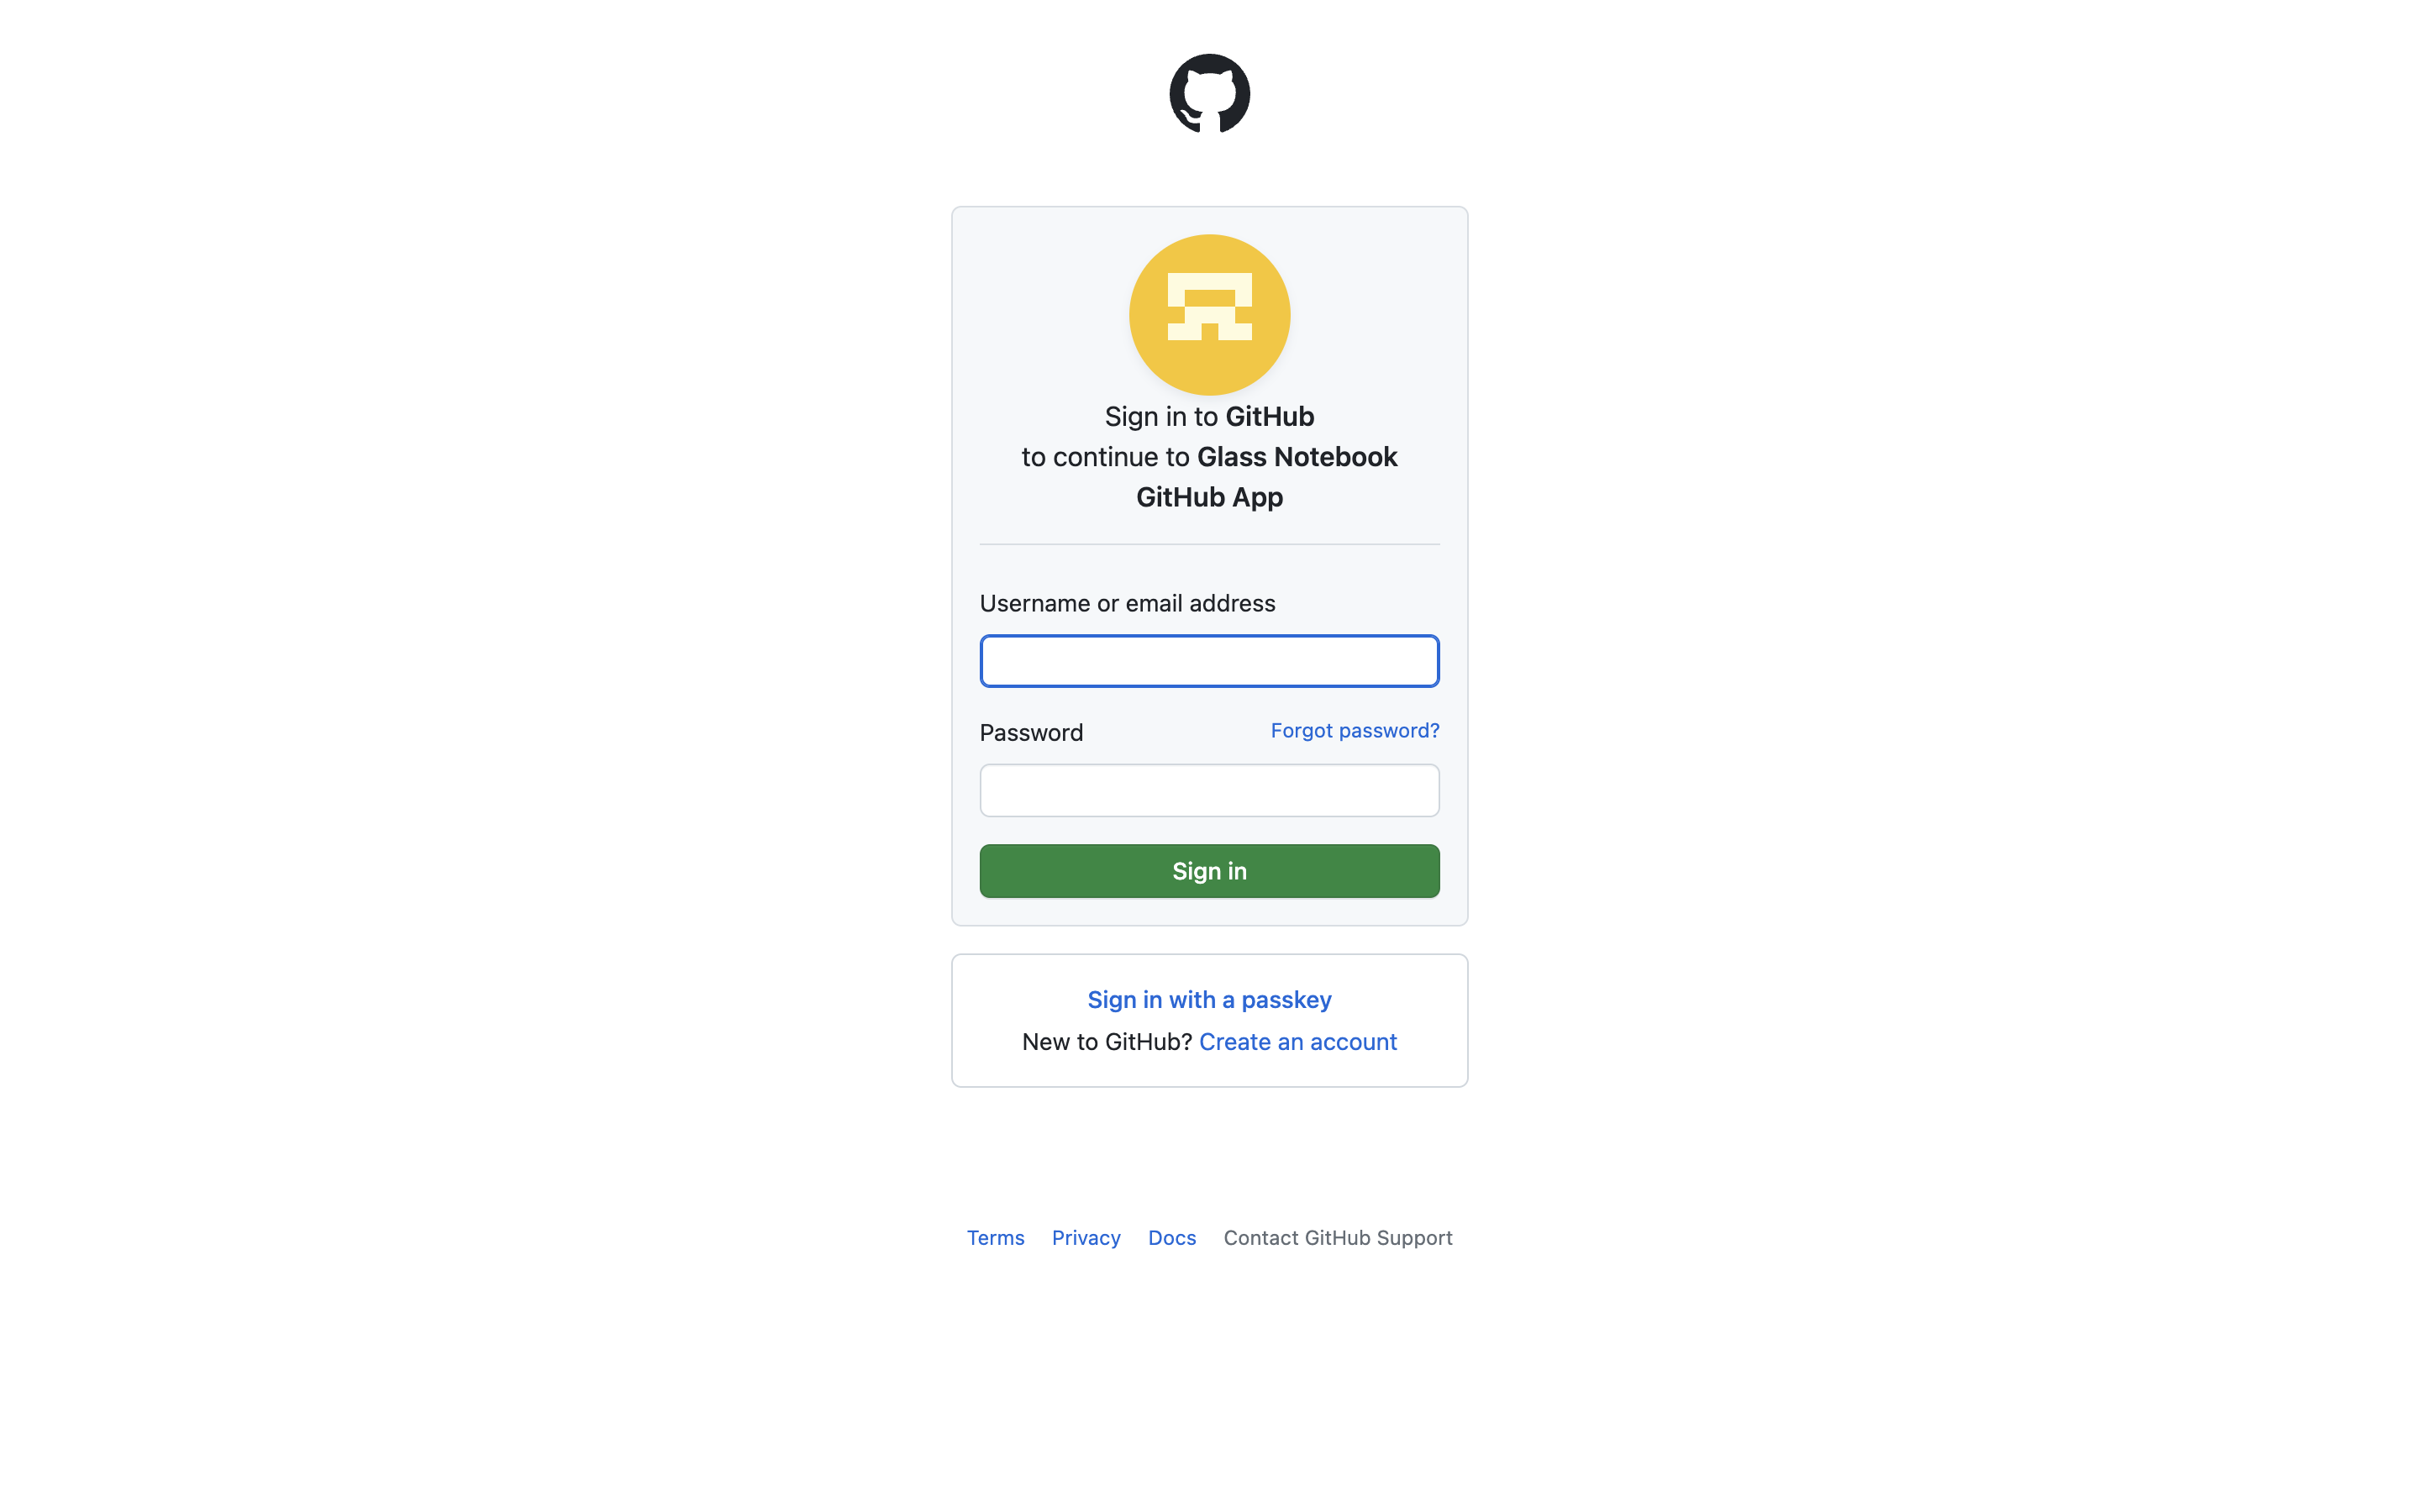 Sign in to GitHub
to continue to Glass Notebook
GitHub App
Username or email address
Password
Forgot password?
Sign in
Sign in with a passkey
New to GitHub? Create an account
Terms
Privacy
Docs
Contact GitHub Support